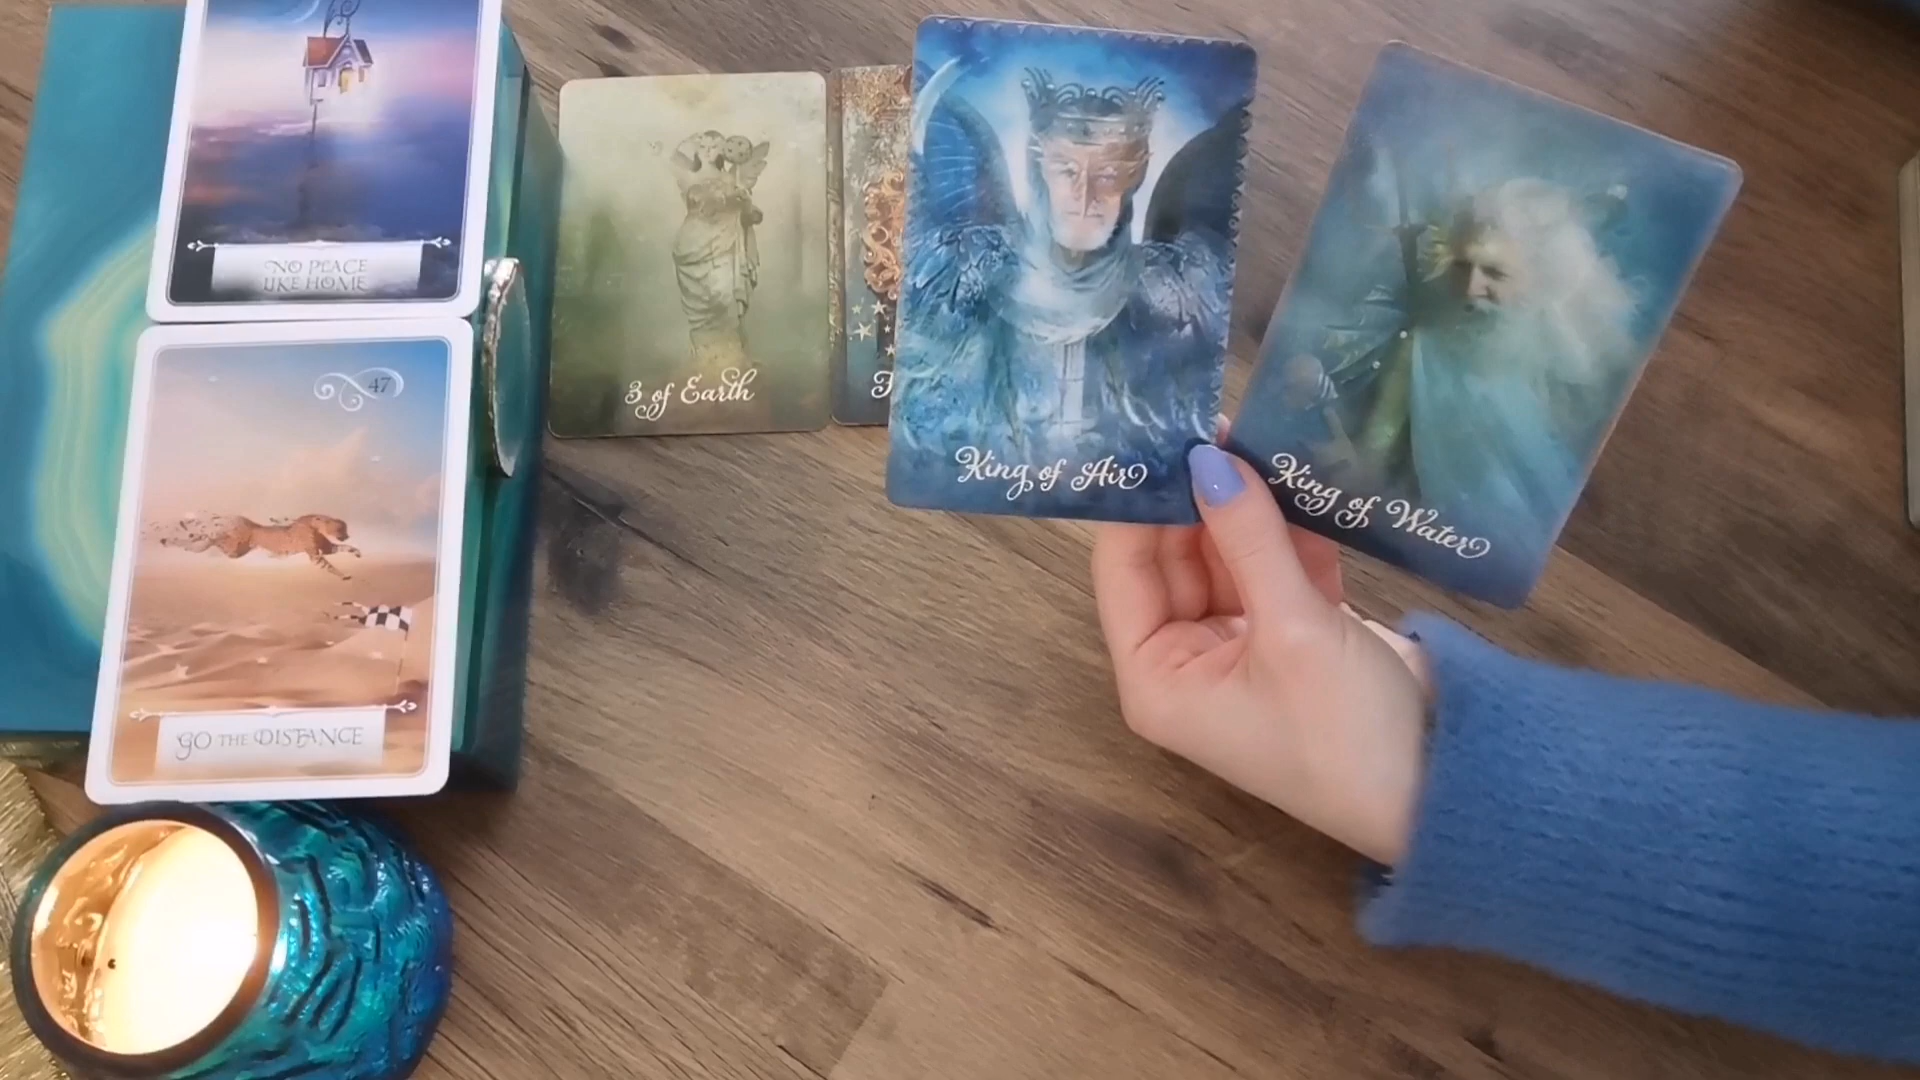 NO PLACE
LIKE HOME
47
GO THE DISTANCE
3 of Earth
King of Air
King of Water